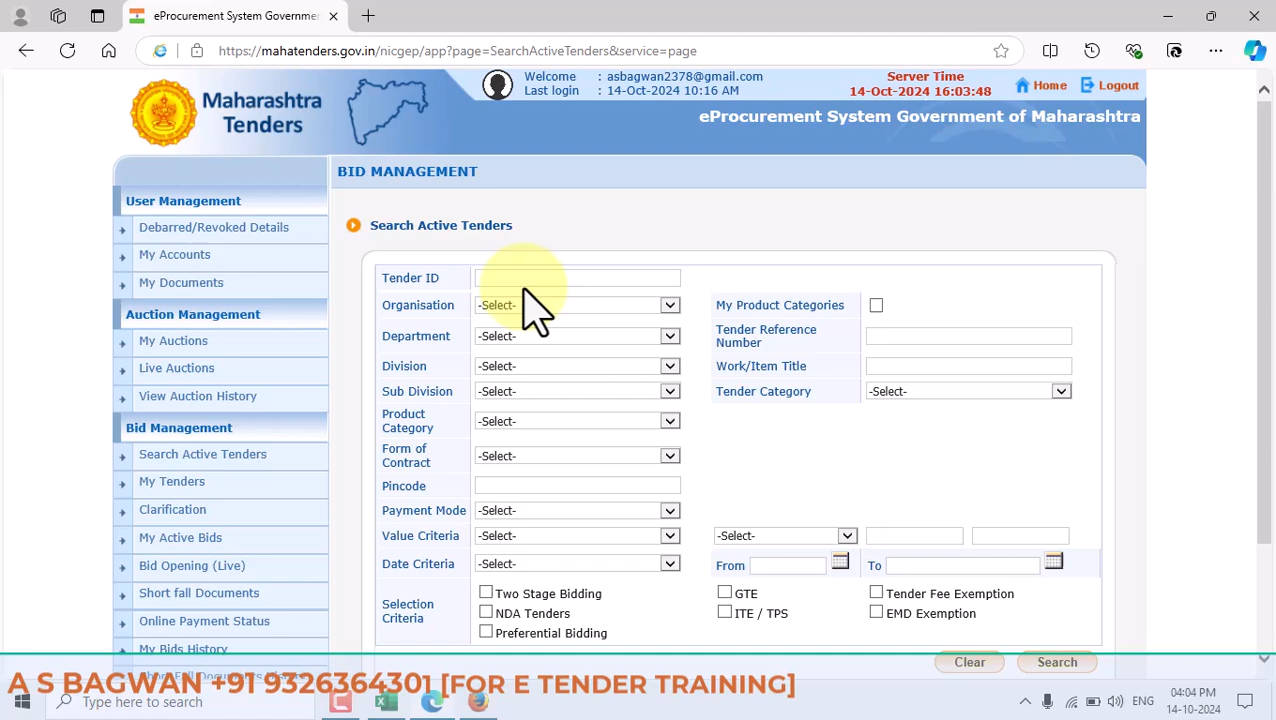 eProcurement System Governmen
https://mahatenders.gov.in/nicgep/app?page=SearchActiveTenders&service=page
Maharashtra
Tenders
Welcome : asbagwan2378@gmail.com
Last login : 14-Oct-2024 10:16 AM
Server Time
14-Oct-2024 16:03:48
Home
Logout
eProcurement System Government of Maharashtra
BID MANAGEMENT
User Management
Debarred/Revoked Details
My Accounts
My Documents
Auction Management
My Auctions
Live Auctions
View Auction History
Bid Management
Search Active Tenders
My Tenders
Clarification
My Active Bids
Bid Opening (Live)
Short fall Documents
Online Payment Status
My Bids History
Search Active Tenders
Tender ID
Organisation -Select- My Product Categories
Department -Select- Tender Reference Number
Division -Select- Work/Item Title
Sub Division -Select- Tender Category -Select-
Product Category -Select-
Form of Contract -Select-
Pincode
Payment Mode -Select-
Value Criteria -Select- -Select-
Date Criteria -Select- From To
Selection Criteria
Two Stage Bidding GTE Tender Fee Exemption
NDA Tenders ITE / TPS EMD Exemption
Preferential Bidding
Clear Search
A S BAGWAN +91 9326364301 [FOR E TENDER TRAINING]
Type here to search
ENG
04:04 PM
14-10-2024